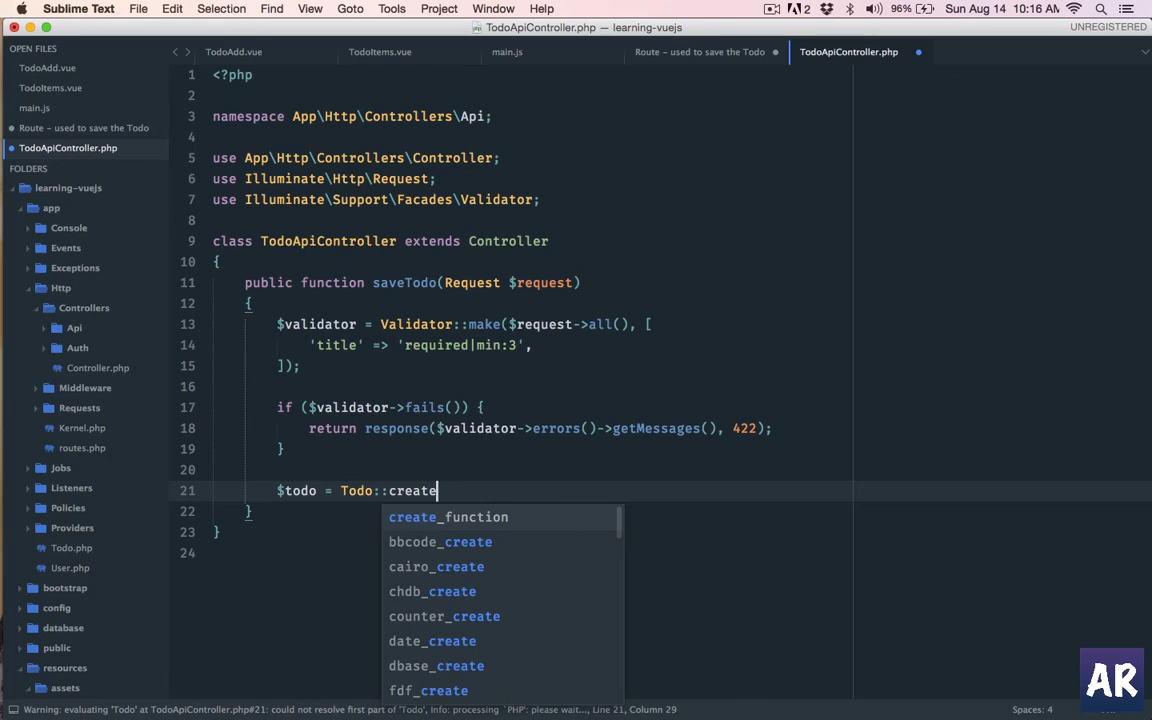 Sublime Text File Edit Selection Find View Goto Tools Project Window Help 2 96% Sun Aug 14 10:16 AM
TodoApiController.php — learning-vuejs UNREGISTERED
OPEN FILES
TodoAdd.vue
TodoItems.vue
main.js
Route – used to save the Todo
TodoApiController.php
FOLDERS
learning-vuejs
app
Console
Events
Exceptions
Http
Controllers
Api
Auth
Controller.php
Middleware
Requests
Kernel.php
routes.php
Jobs
Listeners
Policies
Providers
Todo.php
User.php
bootstrap
config
database
public
resources
assets
TodoAdd.vue TodoItems.vue main.js Route – used to save the Todo TodoApiController.php
1 <?php
2
3 namespace App\Http\Controllers\Api;
4
5 use App\Http\Controllers\Controller;
6 use Illuminate\Http\Request;
7 use Illuminate\Support\Facades\Validator;
8
9 class TodoApiController extends Controller
10 {
11 public function saveTodo(Request $request)
12 {
13 $validator = Validator::make($request->all(), [
14 'title' => 'required|min:3',
15 ]);
16
17 if ($validator->fails()) {
18 return response($validator->errors()->getMessages(), 422);
19 }
20
21 $todo = Todo::create
22 }
23 }
24
create_function
bbcode_create
cairo_create
chdb_create
counter_create
date_create
dbase_create
fdf_create
AR
Warning: evaluating 'Todo' at TodoApiController.php#21: could not resolve first part of 'Todo', Info: processing `PHP`: please wait..., Line 21, Column 29 Spaces: 4